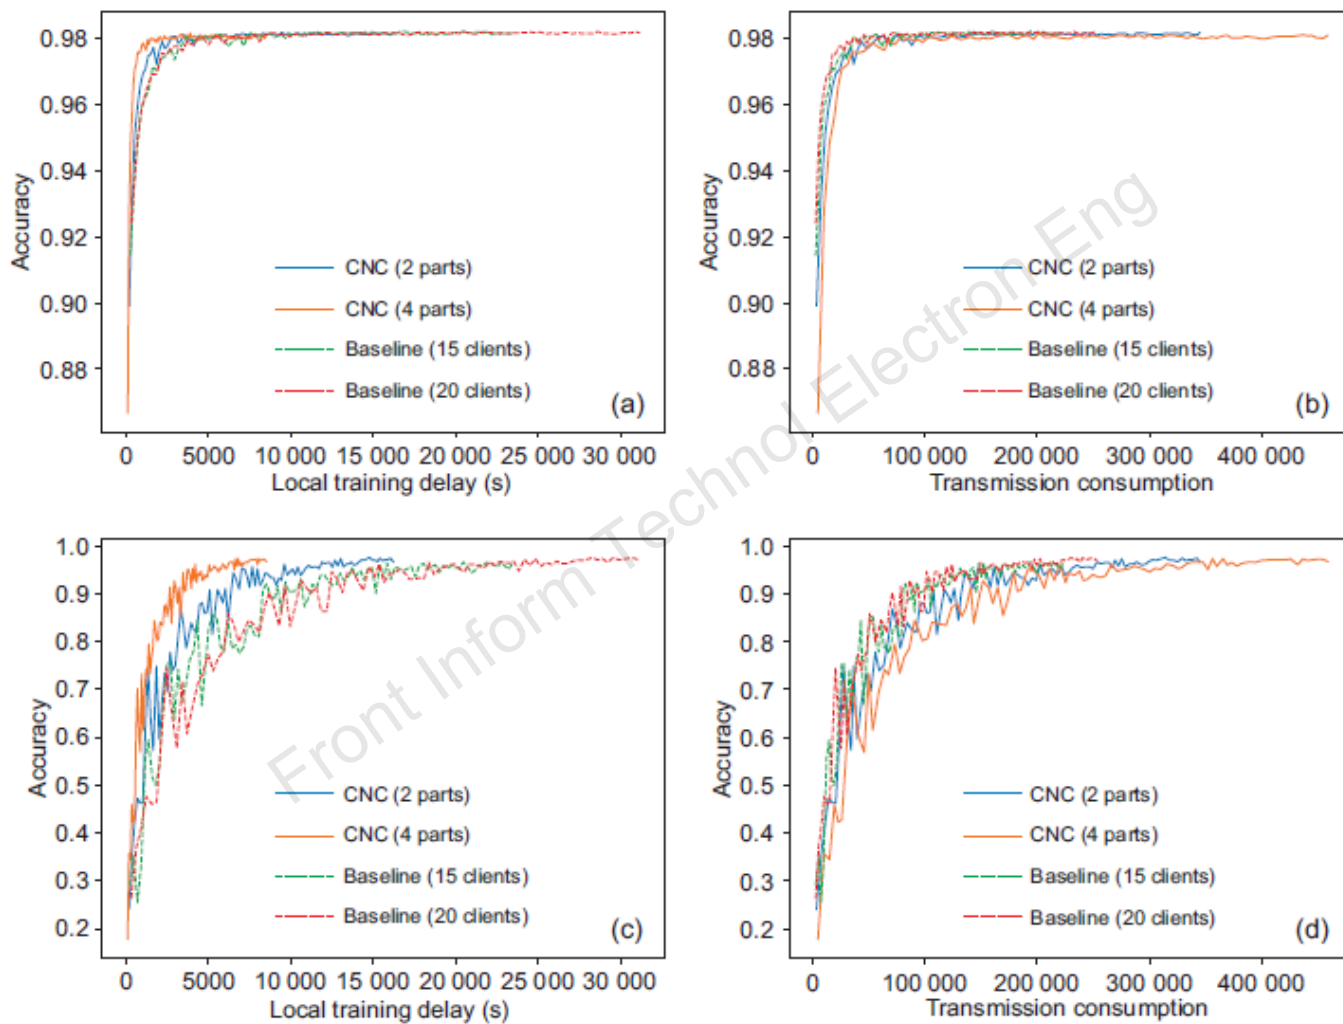 0.98
0.96
0.94
0.92
0.90
0.88
Accuracy
CNC (2 parts)
CNC (4 parts)
Baseline (15 clients)
Baseline (20 clients)
(a)
0 5000 10 000 15 000 20 000 25 000 30 000
Local training delay (s)
0.98
0.96
0.94
0.92
0.90
0.88
Accuracy
CNC (2 parts)
CNC (4 parts)
Baseline (15 clients)
Baseline (20 clients)
(b)
0 100 000 200 000 300 000 400 000
Transmission consumption
1.0
0.9
0.8
0.7
0.6
0.5
0.4
0.3
0.2
Accuracy
CNC (2 parts)
CNC (4 parts)
Baseline (15 clients)
Baseline (20 clients)
(c)
0 5000 10 000 15 000 20 000 25 000 30 000
Local training delay (s)
1.0
0.9
0.8
0.7
0.6
0.5
0.4
0.3
0.2
Accuracy
CNC (2 parts)
CNC (4 parts)
Baseline (15 clients)
Baseline (20 clients)
(d)
0 100 000 200 000 300 000 400 000
Transmission consumption
Front Inform Technol Electron Eng